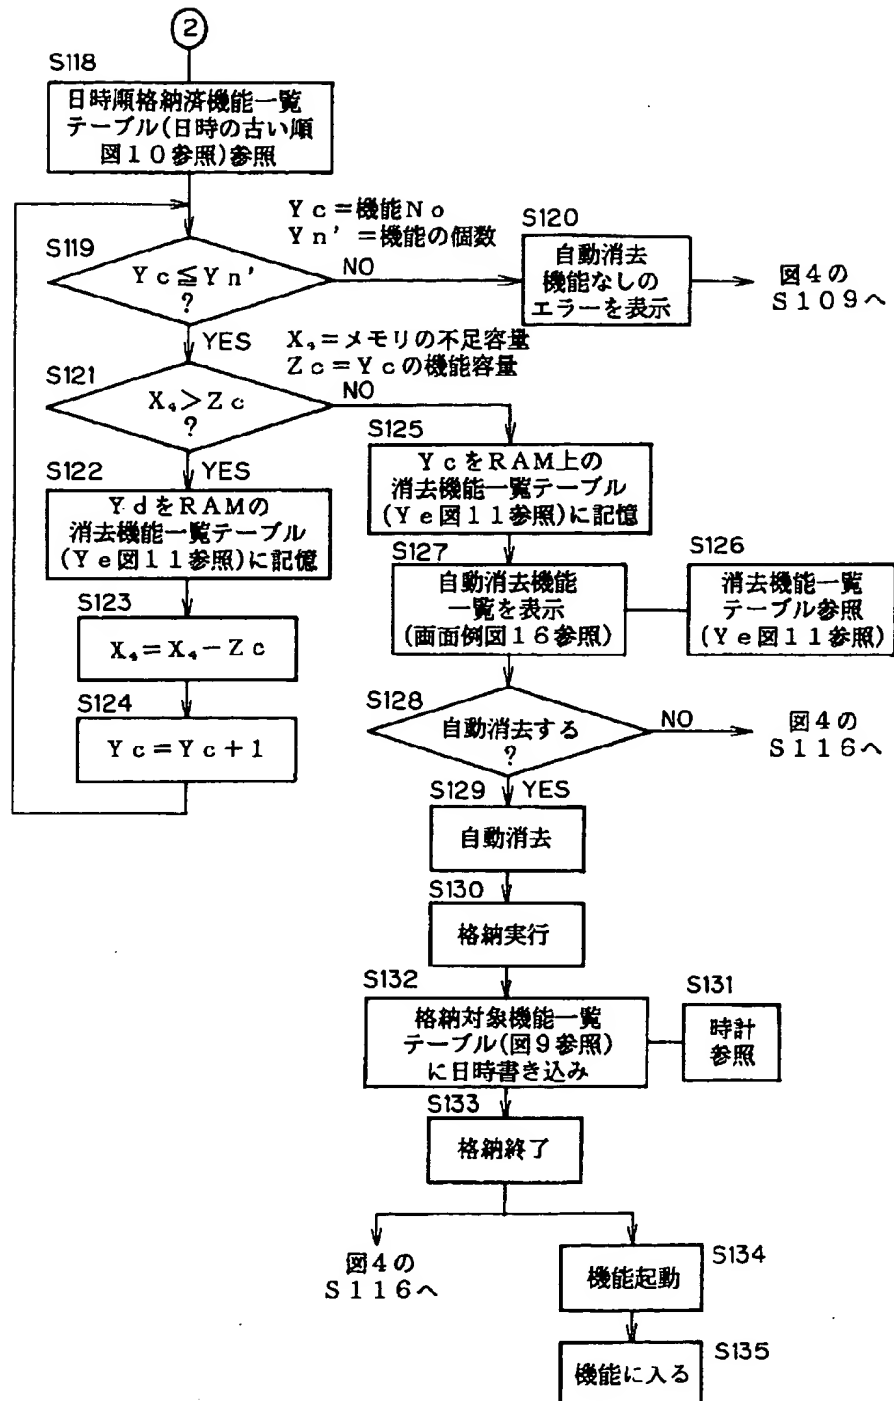 2
S118
日時順格納済機能一覧
テーブル(日時の古い順
図10参照)参照
Yc=機能No
Yn'=機能の個数
S119
Yc≦Yn'
?
NO
S120
自動消去
機能なしの
エラーを表示
図4の
S109へ
YES
X₄=メモリの不足容量
Zc=Ycの機能容量
S121
X₄>Zc
?
NO
S122
YES
Ydを RAMの
消去機能一覧テーブル
(Ye図11参照)に記憶
S123
X₄=X₄-Zc
S124
Yc=Yc+1
S125
YcをRAM上の
消去機能一覧テーブル
(Ye図11参照)に記憶
S127
自動消去機能
一覧を表示
(画面例図16参照)
S126
消去機能一覧
テーブル参照
(Ye図11参照)
S128
自動消去する
?
NO
図4の
S116へ
YES
S129
自動消去
S130
格納実行
S132
格納対象機能一覧
テーブル(図9参照)
に日時書き込み
S131
時計
参照
S133
格納終了
図4の
S116へ
S134
機能起動
S135
機能に入る